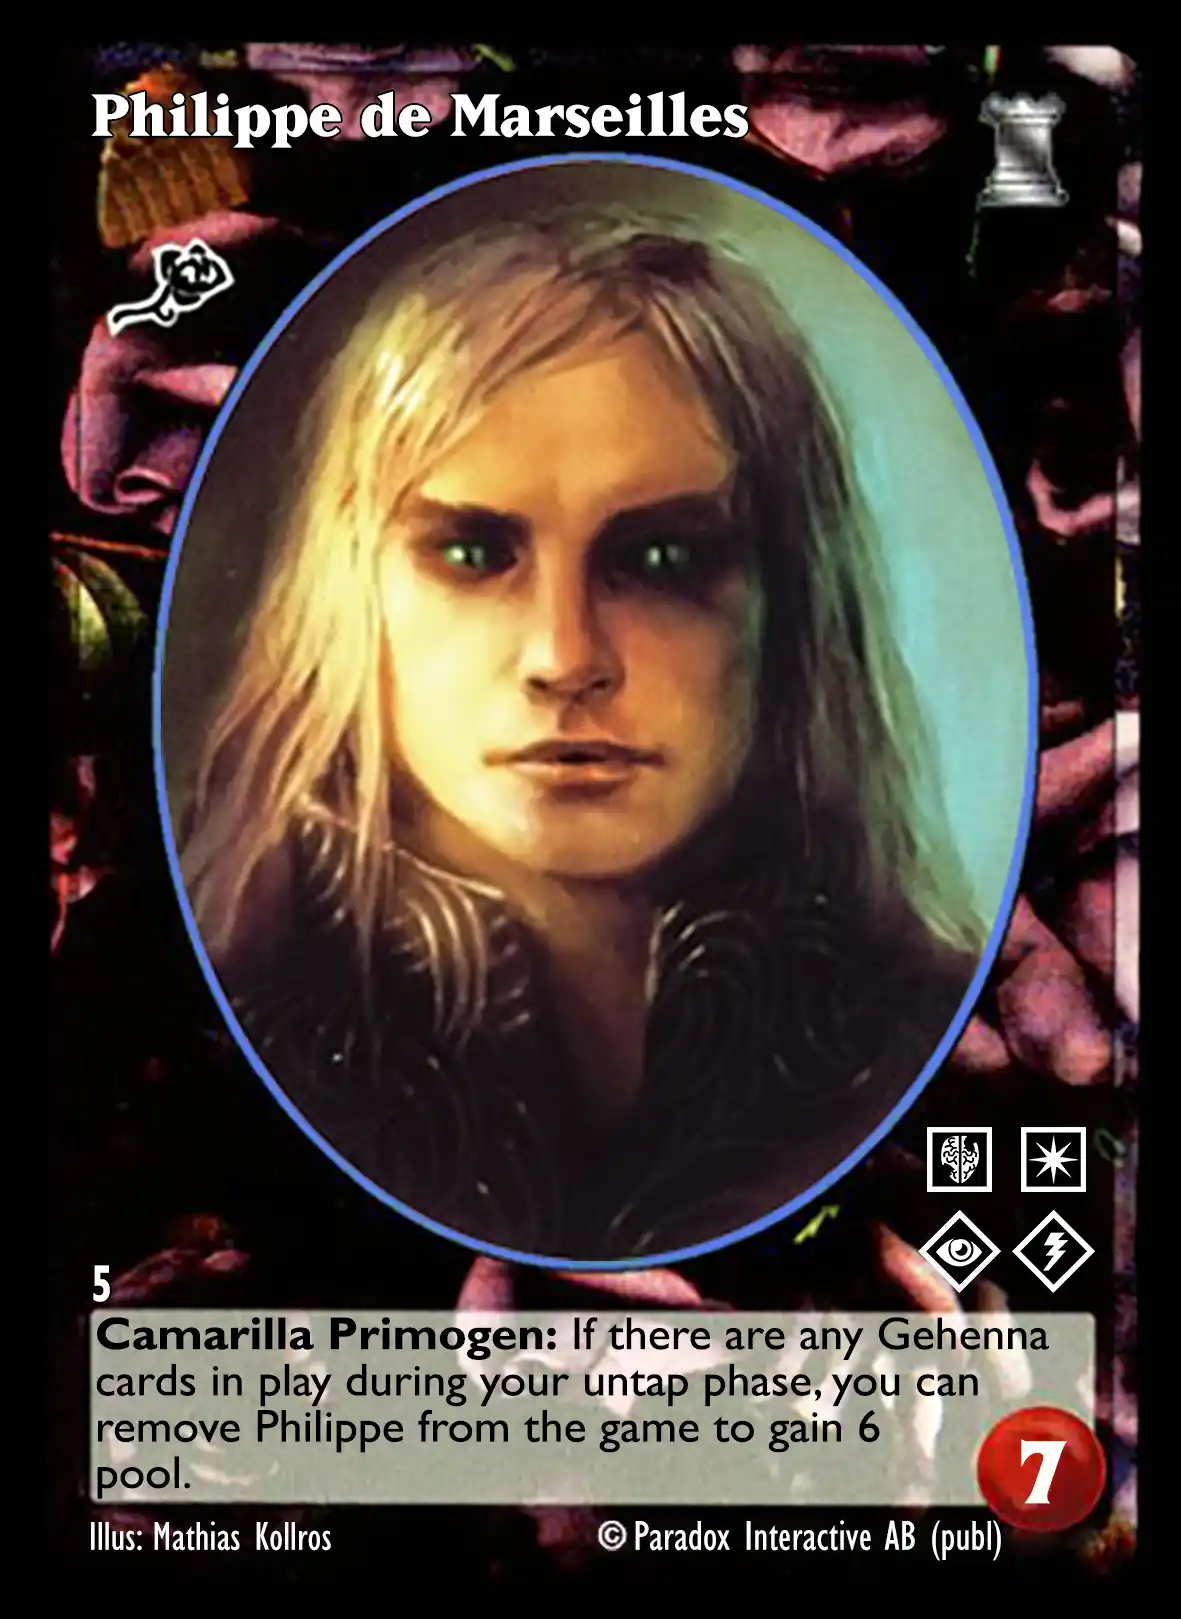 Philippe de Marseilles
5
Camarilla Primogen: If there are any Gehenna
cards in play during your untap phase, you can
remove Philippe from the game to gain 6
pool.
7
Illus: Mathias Kollros
© Paradox Interactive AB (publ)